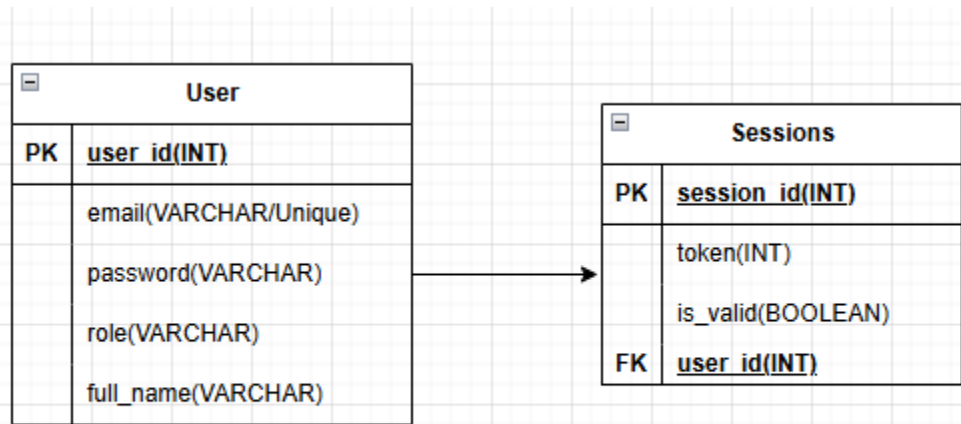 User
PK user_id(INT)
email(VARCHAR/Unique)
password(VARCHAR)
role(VARCHAR)
full_name(VARCHAR)
Sessions
PK session_id(INT)
token(INT)
is_valid(BOOLEAN)
FK user_id(INT)